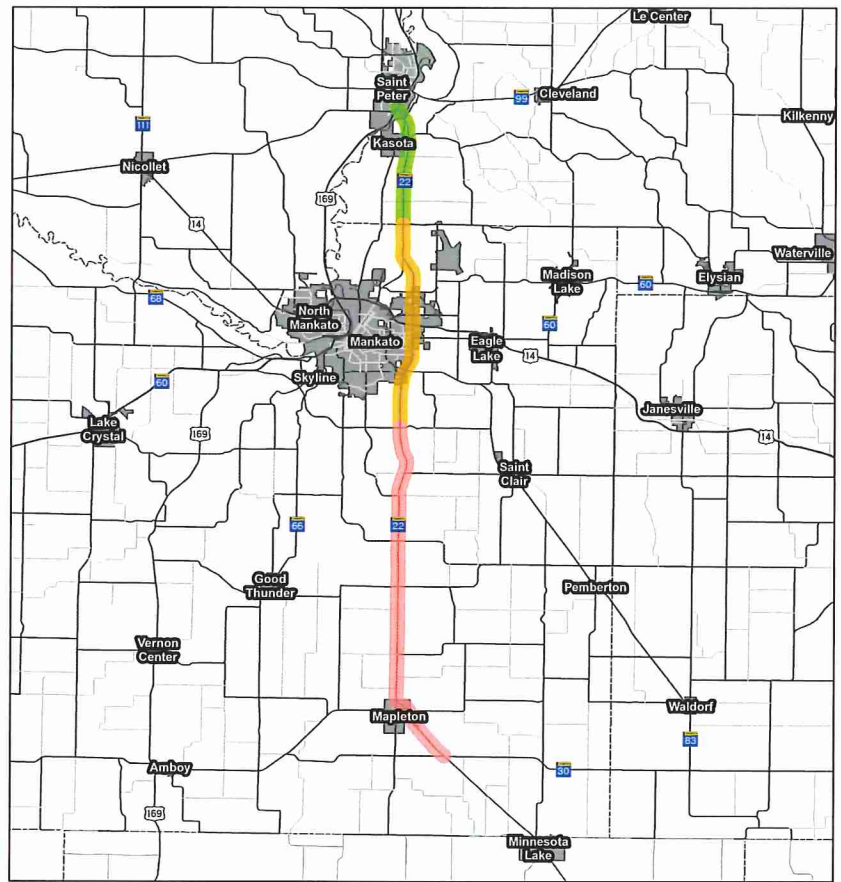 Le Center
Saint
Peter
99
Cleveland
Kilkenny
111
Kasota
Nicollet
22
169
14
Waterville
Madison
Lake
60
Elysian
68
North
Mankato
60
Mankato
Eagle
Lake
14
Skyline
60
Janesville
Lake
Crystal
169
14
Saint
Clair
66
22
Good
Thunder
Pemberton
Vernon
Center
Waldorf
Mapleton
83
Amboy
30
169
Minnesota
Lake